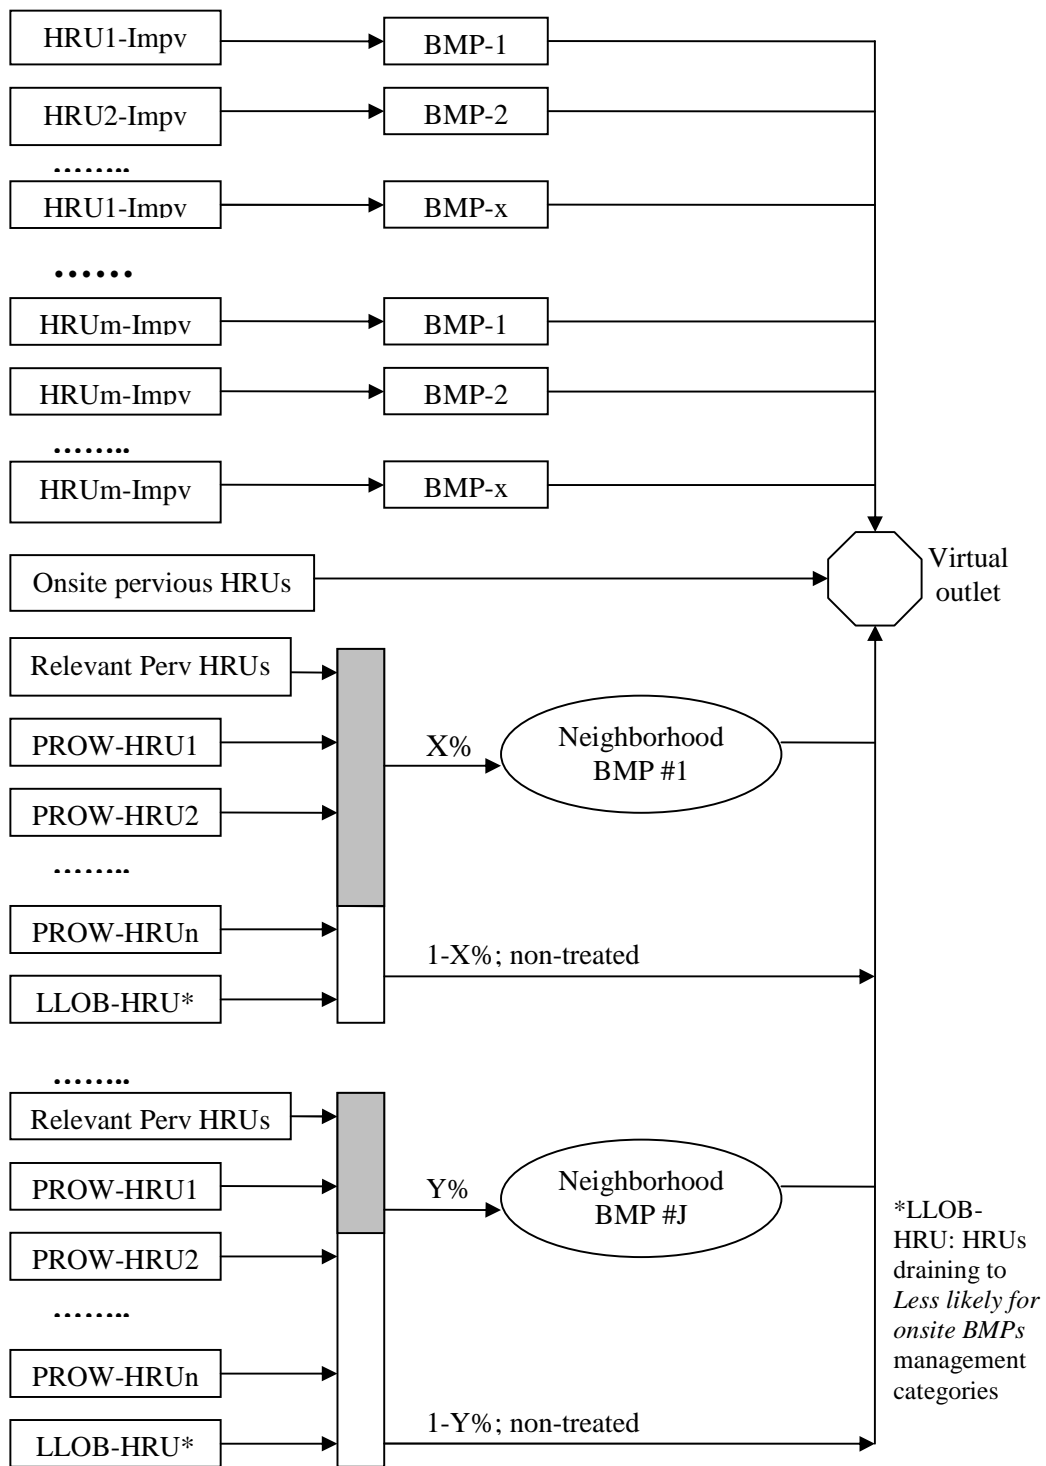 HRU1-Impv
BMP-1
HRU2-Impv
BMP-2
……..
HRU1-Impv
BMP-x
……
HRUm-Impv
BMP-1
HRUm-Impv
BMP-2
……..
HRUm-Impv
BMP-x
Onsite pervious HRUs
Virtual
outlet
Relevant Perv HRUs
PROW-HRU1
X%
Neighborhood
BMP #1
PROW-HRU2
……..
PROW-HRUn
1-X%; non-treated
LLOB-HRU*
……..
Relevant Perv HRUs
PROW-HRU1
Y%
Neighborhood
BMP #J
PROW-HRU2
……..
PROW-HRUn
1-Y%; non-treated
LLOB-HRU*
*LLOB-
HRU: HRUs
draining to
Less likely for
onsite BMPs
management
categories